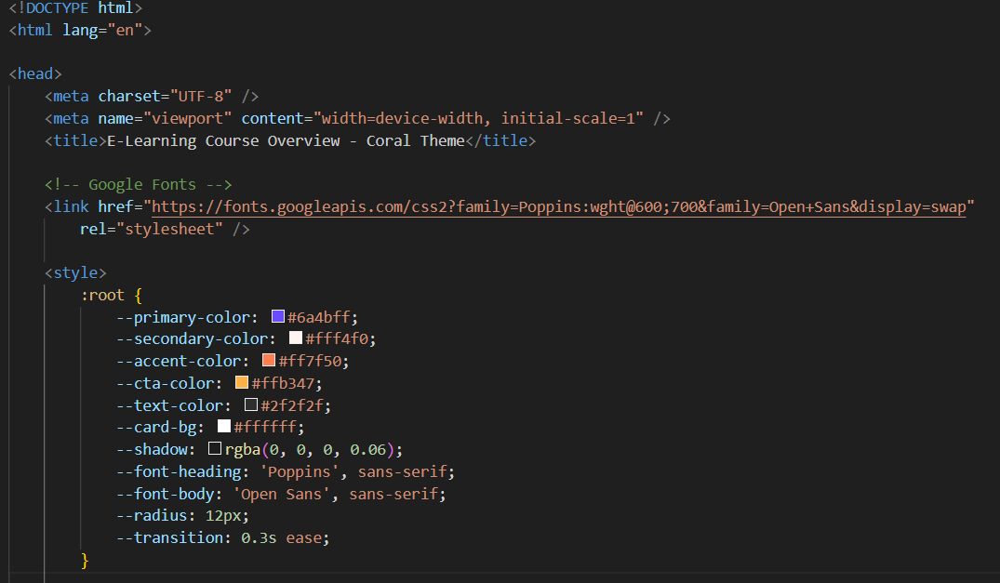 <!DOCTYPE html>
<html lang="en">
<head>
<meta charset="UTF-8" />
<meta name="viewport" content="width=device-width, initial-scale=1" />
<title>E-Learning Course Overview - Coral Theme</title>
<!-- Google Fonts -->
<link href="https://fonts.googleapis.com/css2?family=Poppins:wght@600;700&family=Open+Sans&display=swap"
rel="stylesheet" />
<style>
:root {
--primary-color: #6a4bff;
--secondary-color: #fff4f0;
--accent-color: #ff7f50;
--cta-color: #ffb347;
--text-color: #2f2f2f;
--card-bg: #ffffff;
--shadow: rgba(0, 0, 0, 0.06);
--font-heading: 'Poppins', sans-serif;
--font-body: 'Open Sans', sans-serif;
--radius: 12px;
--transition: 0.3s ease;
}